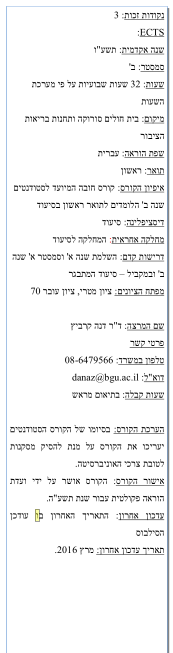 נקודות זכות: 3
ECTS:
שנה אקדמית: תשע"ו
סמסטר: ב'
שעות: 32 שעות שבועיות על פי מערכת
השעות
מיקום: בית חולים סורוקה ותחנות בריאות
הציבור
שפת הוראה: עברית
תואר: ראשון
איפיון הקורס: קורס חובה המיועד לסטודנטים
שנה ב' הלומדים לתואר ראשון בסיעוד
דיסציפלינה: סיעוד
מחלקה אחראית: המחלקה לסיעוד
דרישות קדם: השלמת שנה א' וסמסטר א' שנה
ב' ובמקביל – סיעוד המתבגר
מפתח הציונים: ציון מטרי, ציון עובר 70
שם המרצה: ד"ר דנה קרביץ
פרטי קשר
טלפון במשרד: 08-6479566
דוא"ל: danaz@bgu.ac.il
שעות קבלה: בתיאום מראש
הערכת הקורס: בסיומו של הקורס הסטודנטים
יעריכו את הקורס על מנת להסיק מסקנות
לטובת צרכי האוניברסיטה.
אישור הקורס: הקורס אושר על ידי ועדת
הוראה פקולטית עבור שנת תשע"ה.
עדכון אחרון: התאריך האחרון בו עודכן
הסילבוס
תאריך עדכון אחרון: מרץ 2016.